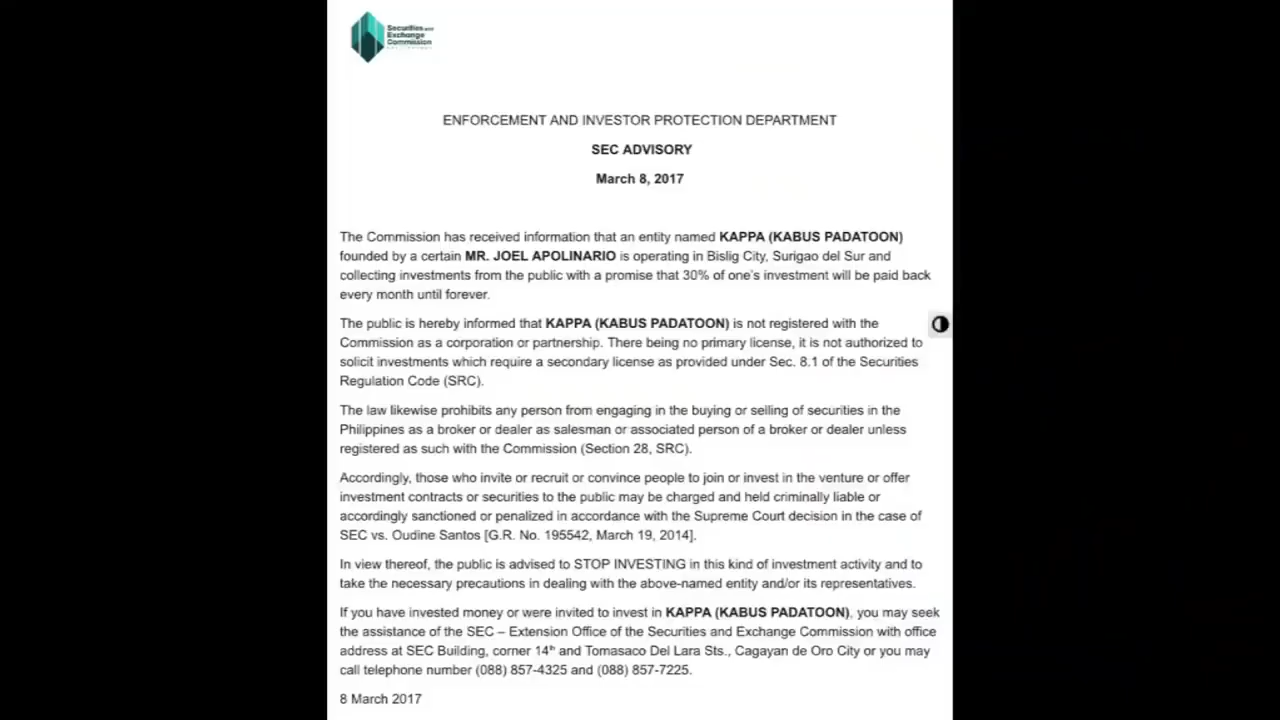 Securities and
Exchange
Commission
ENFORCEMENT AND INVESTOR PROTECTION DEPARTMENT
SEC ADVISORY
March 8, 2017
The Commission has received information that an entity named KAPPA (KABUS PADATOON)
founded by a certain MR. JOEL APOLINARIO is operating in Bislig City, Surigao del Sur and
collecting investments from the public with a promise that 30% of one's investment will be paid back
every month until forever.
The public is hereby informed that KAPPA (KABUS PADATOON) is not registered with the
Commission as a corporation or partnership. There being no primary license, it is not authorized to
solicit investments which require a secondary license as provided under Sec. 8.1 of the Securities
Regulation Code (SRC).
The law likewise prohibits any person from engaging in the buying or selling of securities in the
Philippines as a broker or dealer as salesman or associated person of a broker or dealer unless
registered as such with the Commission (Section 28, SRC).
Accordingly, those who invite or recruit or convince people to join or invest in the venture or offer
investment contracts or securities to the public may be charged and held criminally liable or
accordingly sanctioned or penalized in accordance with the Supreme Court decision in the case of
SEC vs. Oudine Santos [G.R. No. 195542, March 19, 2014].
In view thereof, the public is advised to STOP INVESTING in this kind of investment activity and to
take the necessary precautions in dealing with the above-named entity and/or its representatives.
If you have invested money or were invited to invest in KAPPA (KABUS PADATOON), you may seek
the assistance of the SEC – Extension Office of the Securities and Exchange Commission with office
address at SEC Building, corner 14th and Tomasaco Del Lara Sts., Cagayan de Oro City or you may
call telephone number (088) 857-4325 and (088) 857-7225.
8 March 2017